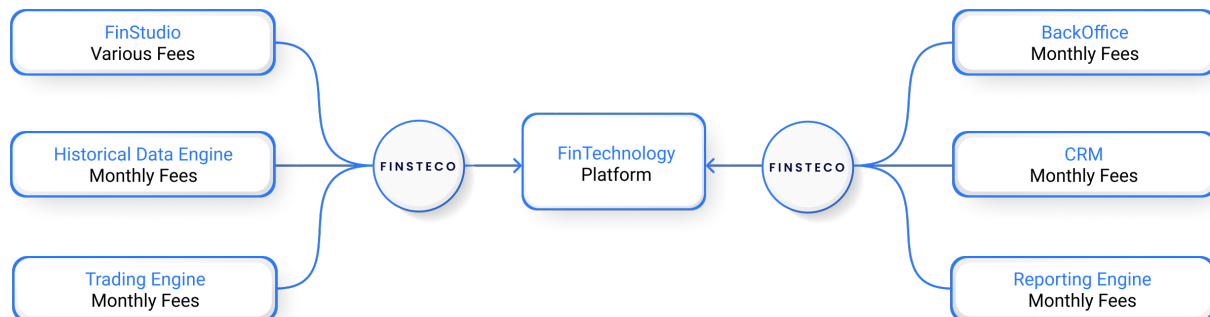 FinStudio
Various Fees
Historical Data Engine
Monthly Fees
Trading Engine
Monthly Fees
FINSTECO
FinTechnology
Platform
FINSTECO
BackOffice
Monthly Fees
CRM
Monthly Fees
Reporting Engine
Monthly Fees